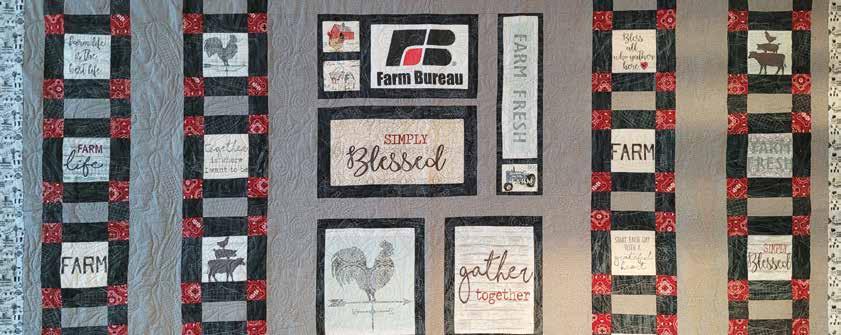 farm life
is the
best life
FARM
life
FARM
together
is where
I want to be
FB
®
Farm Bureau
FARM FRESH
SIMPLY
Blessed
FARM
gather
together
Bless
all
who gather
here
FARM
START EACH DAY
WITH A
grateful
heart
FARM
FRESH
SIMPLY
Blessed